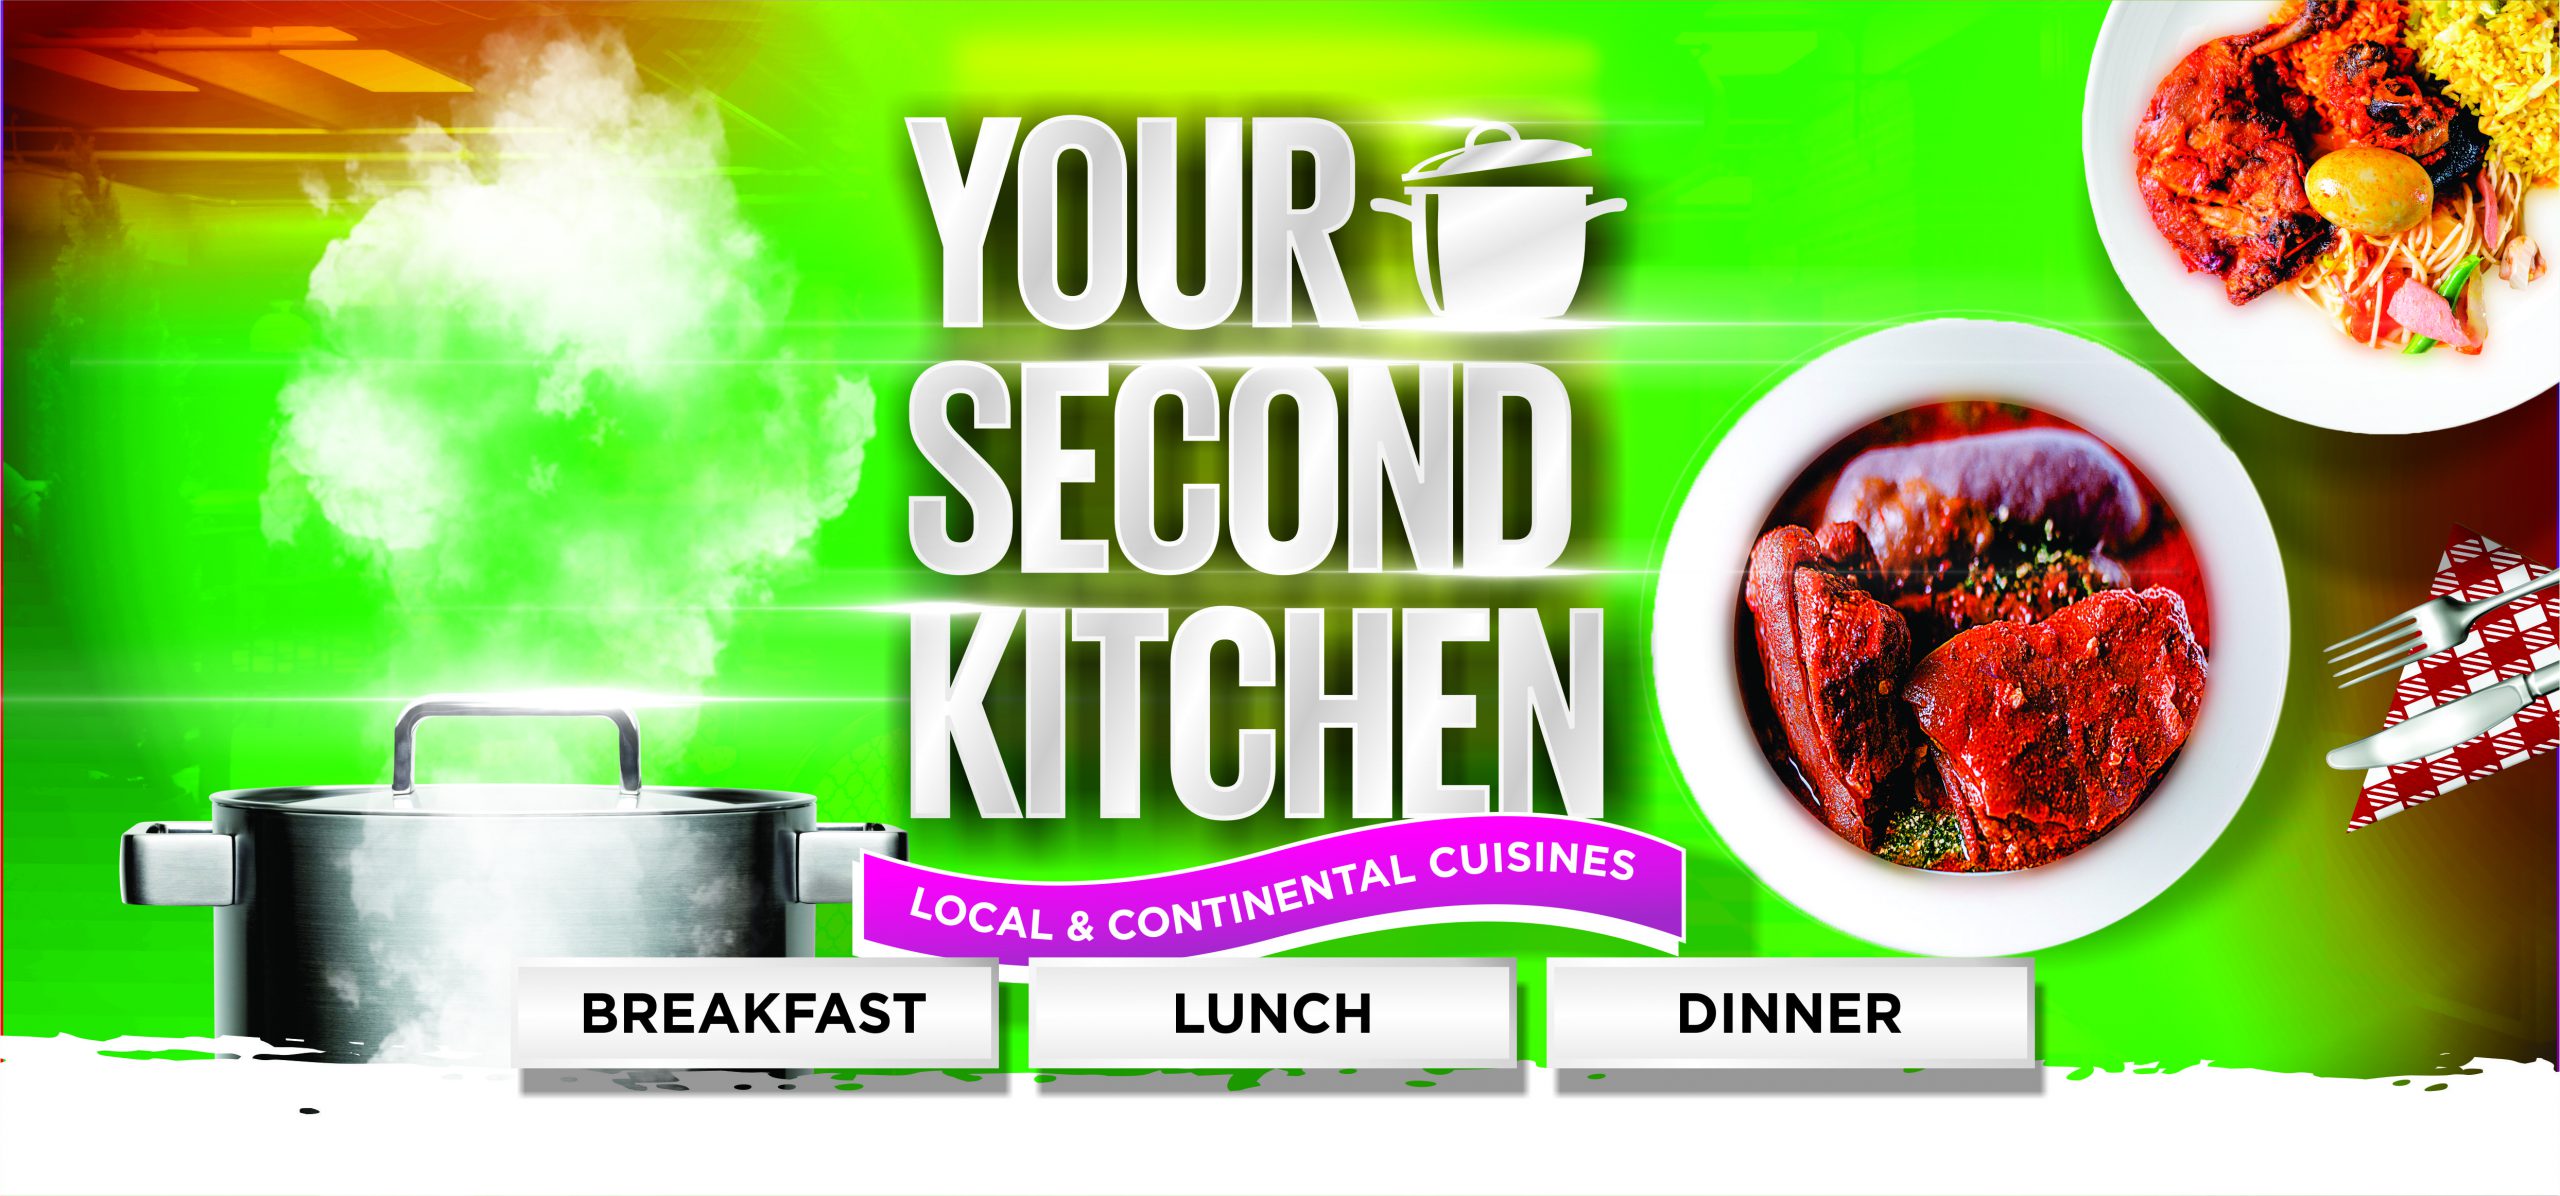 YOUR
SECOND
KITCHEN
LOCAL & CONTINENTAL CUISINES
BREAKFAST
LUNCH
DINNER